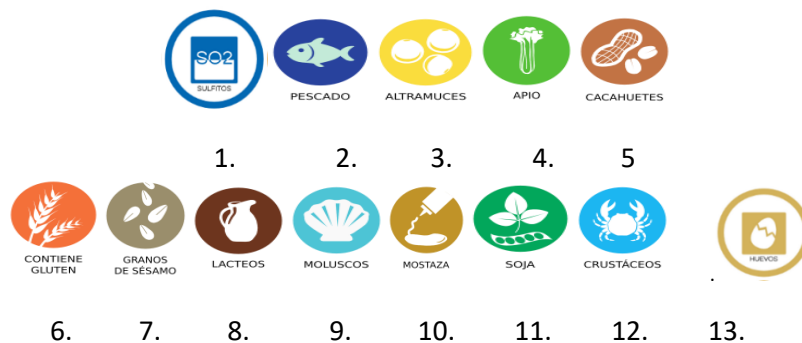 SO2
SULFITOS
PESCADO ALTRAMUCES APIO CACAHUETES
1. 2. 3. 4. 5
CONTIENE GLUTEN
GRANOS DE SÉSAMO
LACTEOS MOLUSCOS MOSTAZA SOJA CRUSTÁCEOS HUEVOS
.
6. 7. 8. 9. 10. 11. 12. 13.